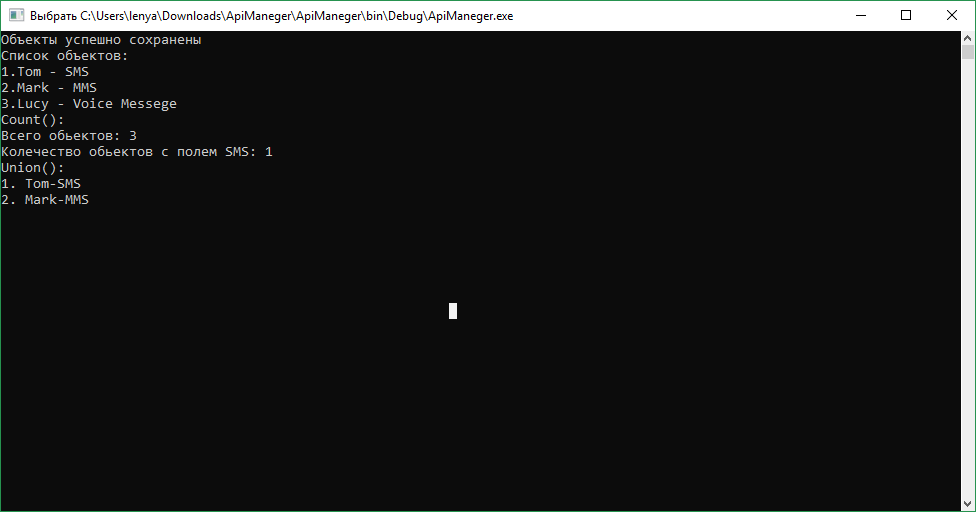 Выбрать C:\Users\lenya\Downloads\ApiManeger\ApiManeger\bin\Debug\ApiManeger.exe
Объекты успешно сохранены
Список объектов:
1.Tom - SMS
2.Mark - MMS
3.Lucy - Voice Messege
Count():
Всего обьектов: 3
Колечество обьектов с полем SMS: 1
Union():
1. Tom-SMS
2. Mark-MMS